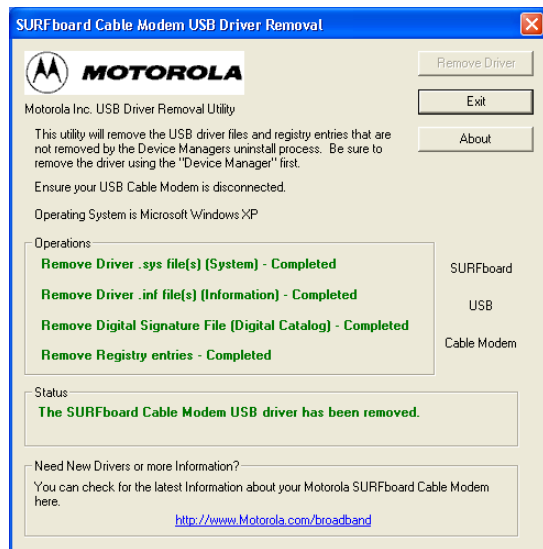 SURFboard Cable Modem USB Driver Removal
MOTOROLA
Remove Driver
Exit
About
Motorola Inc. USB Driver Removal Utility
This utility will remove the USB driver files and registry entries that are
not removed by the Device Managers uninstall process. Be sure to
remove the driver using the "Device Manager" first.
Ensure your USB Cable Modem is disconnected.
Operating System is Microsoft Windows XP
Operations
Remove Driver .sys file(s) (System) - Completed
Remove Driver .inf file(s) (Information) - Completed
Remove Digital Signature File (Digital Catalog) - Completed
Remove Registry entries - Completed
SURFboard
USB
Cable Modem
Status
The SURFboard Cable Modem USB driver has been removed.
Need New Drivers or more Information?
You can check for the latest Information about your Motorola SURFboard Cable Modem
here.
http://www.Motorola.com/broadband